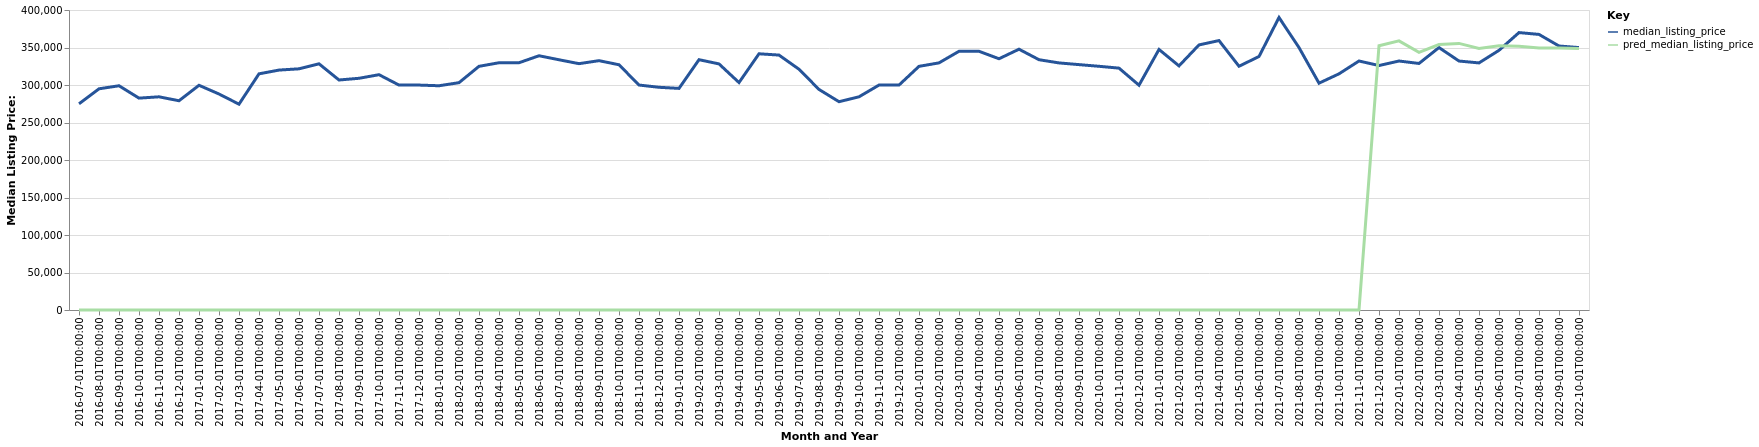 400,000
350,000
300,000
250,000
200,000
150,000
100,000
50,000
0
Median Listing Price:
2016-07-01T00:00:00
2016-08-01T00:00:00
2016-09-01T00:00:00
2016-10-01T00:00:00
2016-11-01T00:00:00
2016-12-01T00:00:00
2017-01-01T00:00:00
2017-02-01T00:00:00
2017-03-01T00:00:00
2017-04-01T00:00:00
2017-05-01T00:00:00
2017-06-01T00:00:00
2017-07-01T00:00:00
2017-08-01T00:00:00
2017-09-01T00:00:00
2017-10-01T00:00:00
2017-11-01T00:00:00
2017-12-01T00:00:00
2018-01-01T00:00:00
2018-02-01T00:00:00
2018-03-01T00:00:00
2018-04-01T00:00:00
2018-05-01T00:00:00
2018-06-01T00:00:00
2018-07-01T00:00:00
2018-08-01T00:00:00
2018-09-01T00:00:00
2018-10-01T00:00:00
2018-11-01T00:00:00
2018-12-01T00:00:00
2019-01-01T00:00:00
2019-02-01T00:00:00
2019-03-01T00:00:00
2019-04-01T00:00:00
2019-05-01T00:00:00
2019-06-01T00:00:00
2019-07-01T00:00:00
2019-08-01T00:00:00
2019-09-01T00:00:00
2019-10-01T00:00:00
2019-11-01T00:00:00
2019-12-01T00:00:00
2020-01-01T00:00:00
2020-02-01T00:00:00
2020-03-01T00:00:00
2020-04-01T00:00:00
2020-05-01T00:00:00
2020-06-01T00:00:00
2020-07-01T00:00:00
2020-08-01T00:00:00
2020-09-01T00:00:00
2020-10-01T00:00:00
2020-11-01T00:00:00
2020-12-01T00:00:00
2021-01-01T00:00:00
2021-02-01T00:00:00
2021-03-01T00:00:00
2021-04-01T00:00:00
2021-05-01T00:00:00
2021-06-01T00:00:00
2021-07-01T00:00:00
2021-08-01T00:00:00
2021-09-01T00:00:00
2021-10-01T00:00:00
2021-11-01T00:00:00
2021-12-01T00:00:00
2022-01-01T00:00:00
2022-02-01T00:00:00
2022-03-01T00:00:00
2022-04-01T00:00:00
2022-05-01T00:00:00
2022-06-01T00:00:00
2022-07-01T00:00:00
2022-08-01T00:00:00
2022-09-01T00:00:00
2022-10-01T00:00:00
Month and Year
Key
median_listing_price
pred_median_listing_price